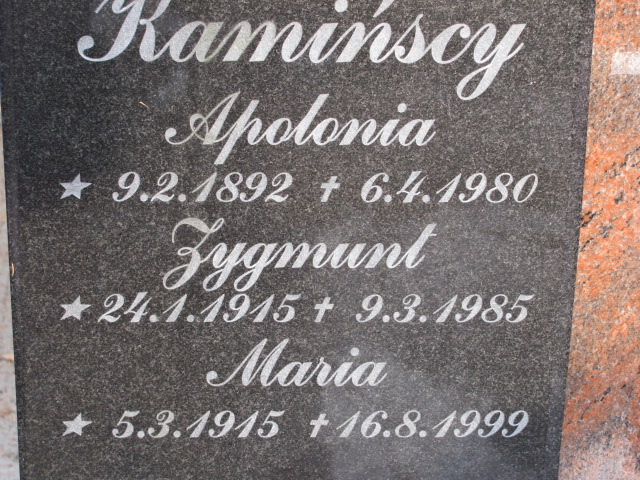 Kamińscy
Apolonia
★ 9.2.1892 † 6.4.1980
Zygmunt
★ 24.1.1915 † 9.3.1985
Maria
★ 5.3.1915 † 16.8.1999